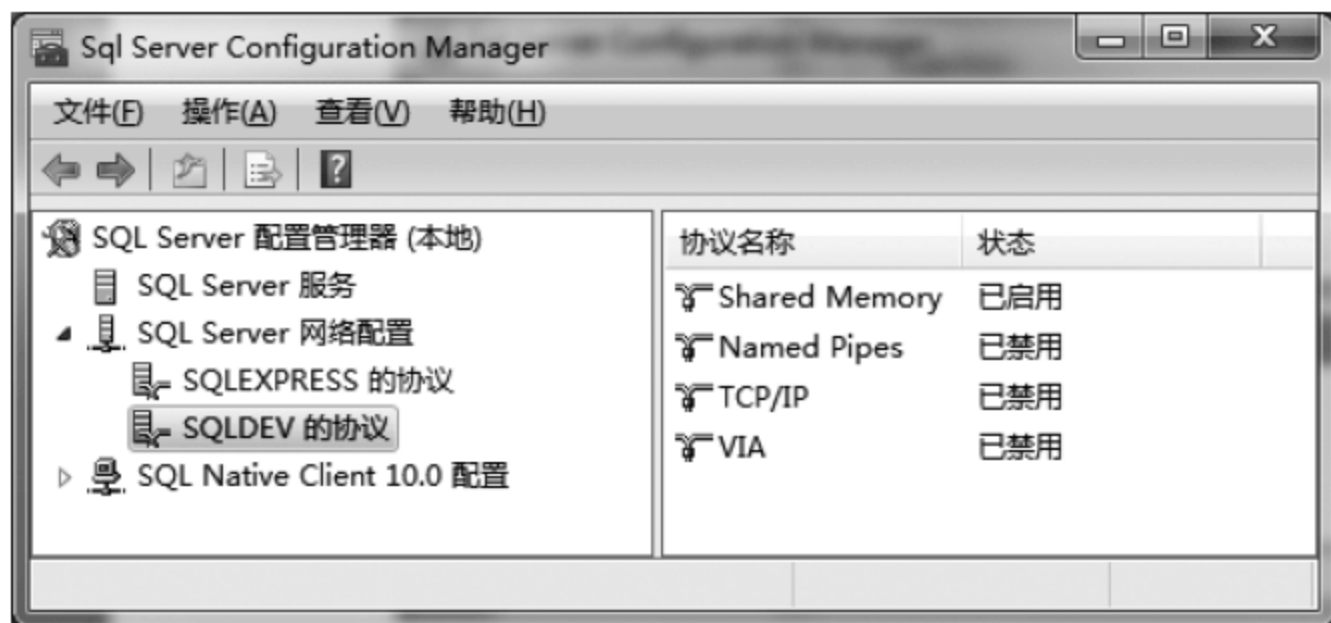 Sql Server Configuration Manager
文件(F) 操作(A) 查看(V) 帮助(H)
SQL Server 配置管理器 (本地)
SQL Server 服务
SQL Server 网络配置
SQLEXPRESS 的协议
SQLDEV 的协议
SQL Native Client 10.0 配置
协议名称 状态
Shared Memory 已启用
Named Pipes 已禁用
TCP/IP 已禁用
VIA 已禁用